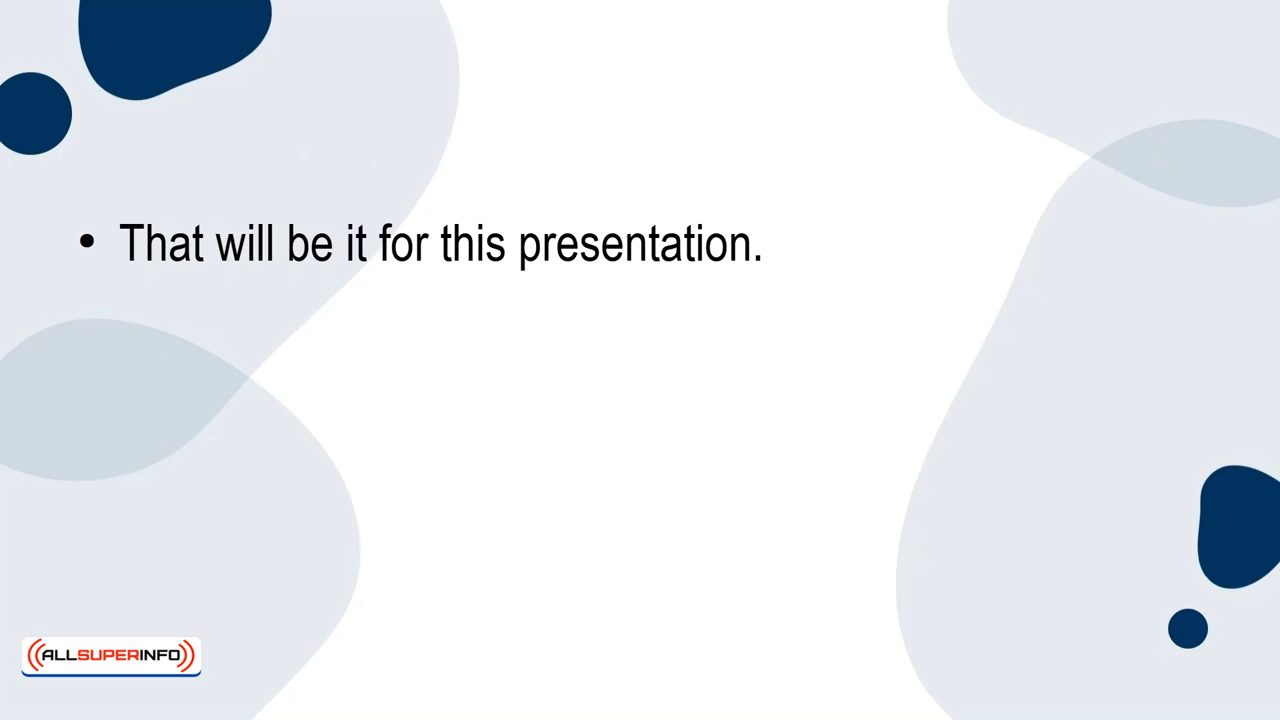 • That will be it for this presentation.
((ALLSUPERINFO))